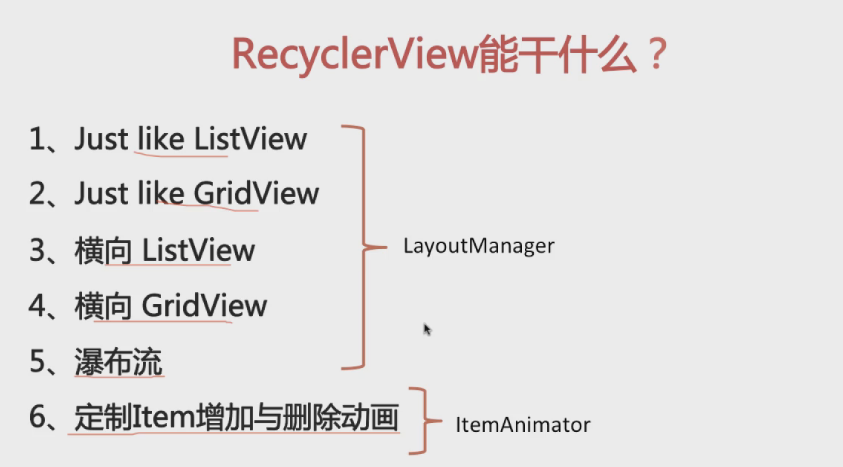 RecyclerView能干什么？
1、Just like ListView
2、Just like GridView
3、横向 ListView
4、横向 GridView
5、瀑布流
LayoutManager
6、定制Item增加与删除动画
ItemAnimator